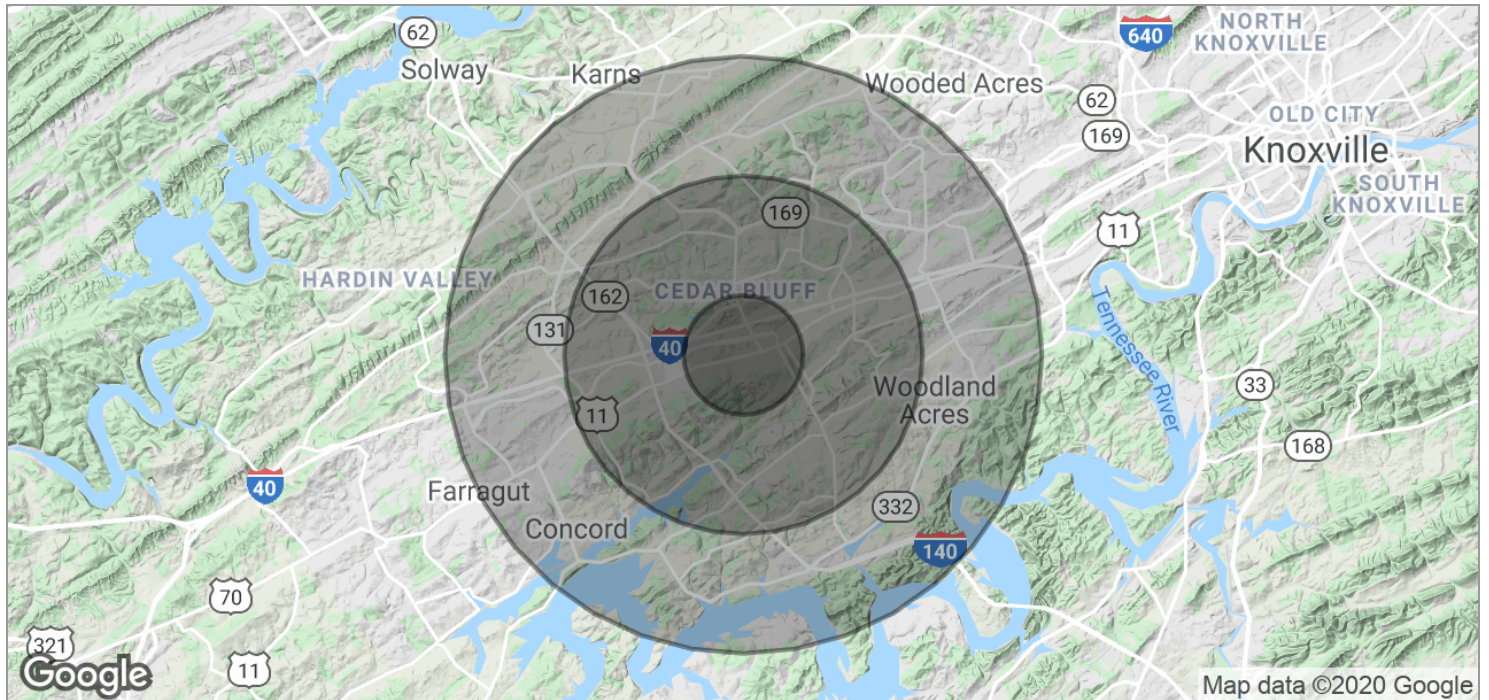 62
Solway
Karns
Wooded Acres
640
NORTH
KNOXVILLE
62
169
OLD CITY
Knoxville
SOUTH
KNOXVILLE
169
11
HARDIN VALLEY
162
CEDAR BLUFF
131
40
Tennessee River
Woodland
Acres
33
11
168
40
Farragut
Concord
332
140
70
321
11
Google
Map data ©2020 Google